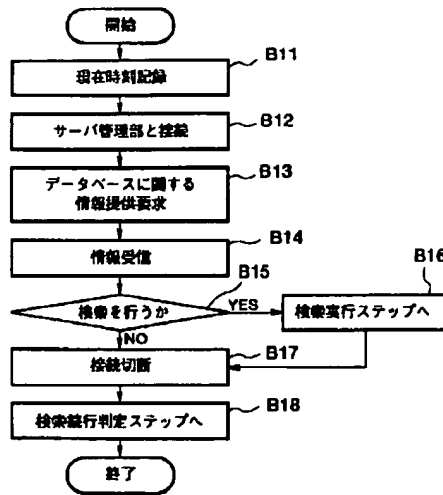 開始
B11
現在時刻記録
B12
サーバ管理部と接続
B13
データベースに関する
情報提供要求
B14
情報受信
B15
検索を行うか
YES
B16
検索実行ステップへ
NO
B17
接続切断
B18
検索続行判定ステップへ
終了